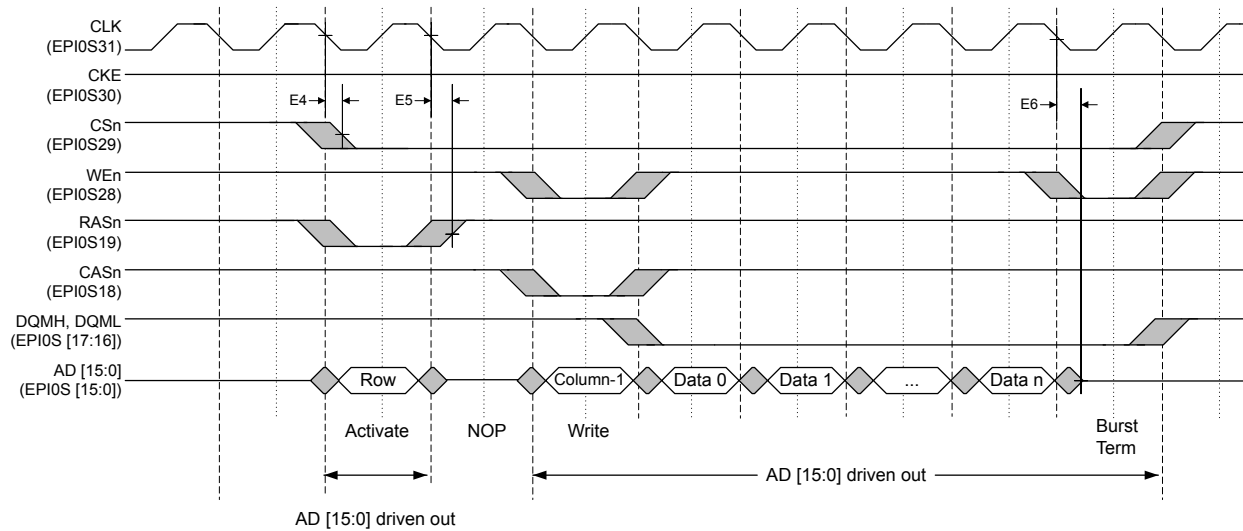 CLK
(EPI0S31)
CKE
(EPI0S30)
E4
E5
E6
CSn
(EPI0S29)
WEn
(EPI0S28)
RASn
(EPI0S19)
CASn
(EPI0S18)
DQMH, DQML
(EPI0S [17:16])
AD [15:0]
(EPI0S [15:0])
Row
Column-1
Data 0
Data 1
...
Data n
Activate
NOP
Write
Burst
Term
AD [15:0] driven out
AD [15:0] driven out